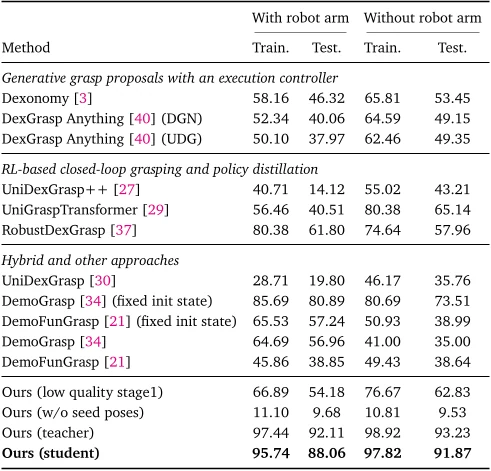 With robot arm Without robot arm
Method Train. Test. Train. Test.
Generative grasp proposals with an execution controller
Dexonomy [3] 58.16 46.32 65.81 53.45
DexGrasp Anything [40] (DGN) 52.34 40.06 64.59 49.15
DexGrasp Anything [40] (UDG) 50.10 37.97 62.46 49.35
RL-based closed-loop grasping and policy distillation
UniDexGrasp++ [27] 40.71 14.12 55.02 43.21
UniGraspTransformer [29] 56.46 40.51 80.38 65.14
RobustDexGrasp [37] 80.38 61.80 74.64 57.96
Hybrid and other approaches
UniDexGrasp [30] 28.71 19.80 46.17 35.76
DemoGrasp [34] (fixed init state) 85.69 80.89 80.69 73.51
DemoFunGrasp [21] (fixed init state) 65.53 57.24 50.93 38.99
DemoGrasp [34] 64.69 56.96 41.00 35.00
DemoFunGrasp [21] 45.86 38.85 49.43 38.64
Ours (low quality stage1) 66.89 54.18 76.67 62.83
Ours (w/o seed poses) 11.10 9.68 10.81 9.53
Ours (teacher) 97.44 92.11 98.92 93.23
Ours (student) 95.74 88.06 97.82 91.87